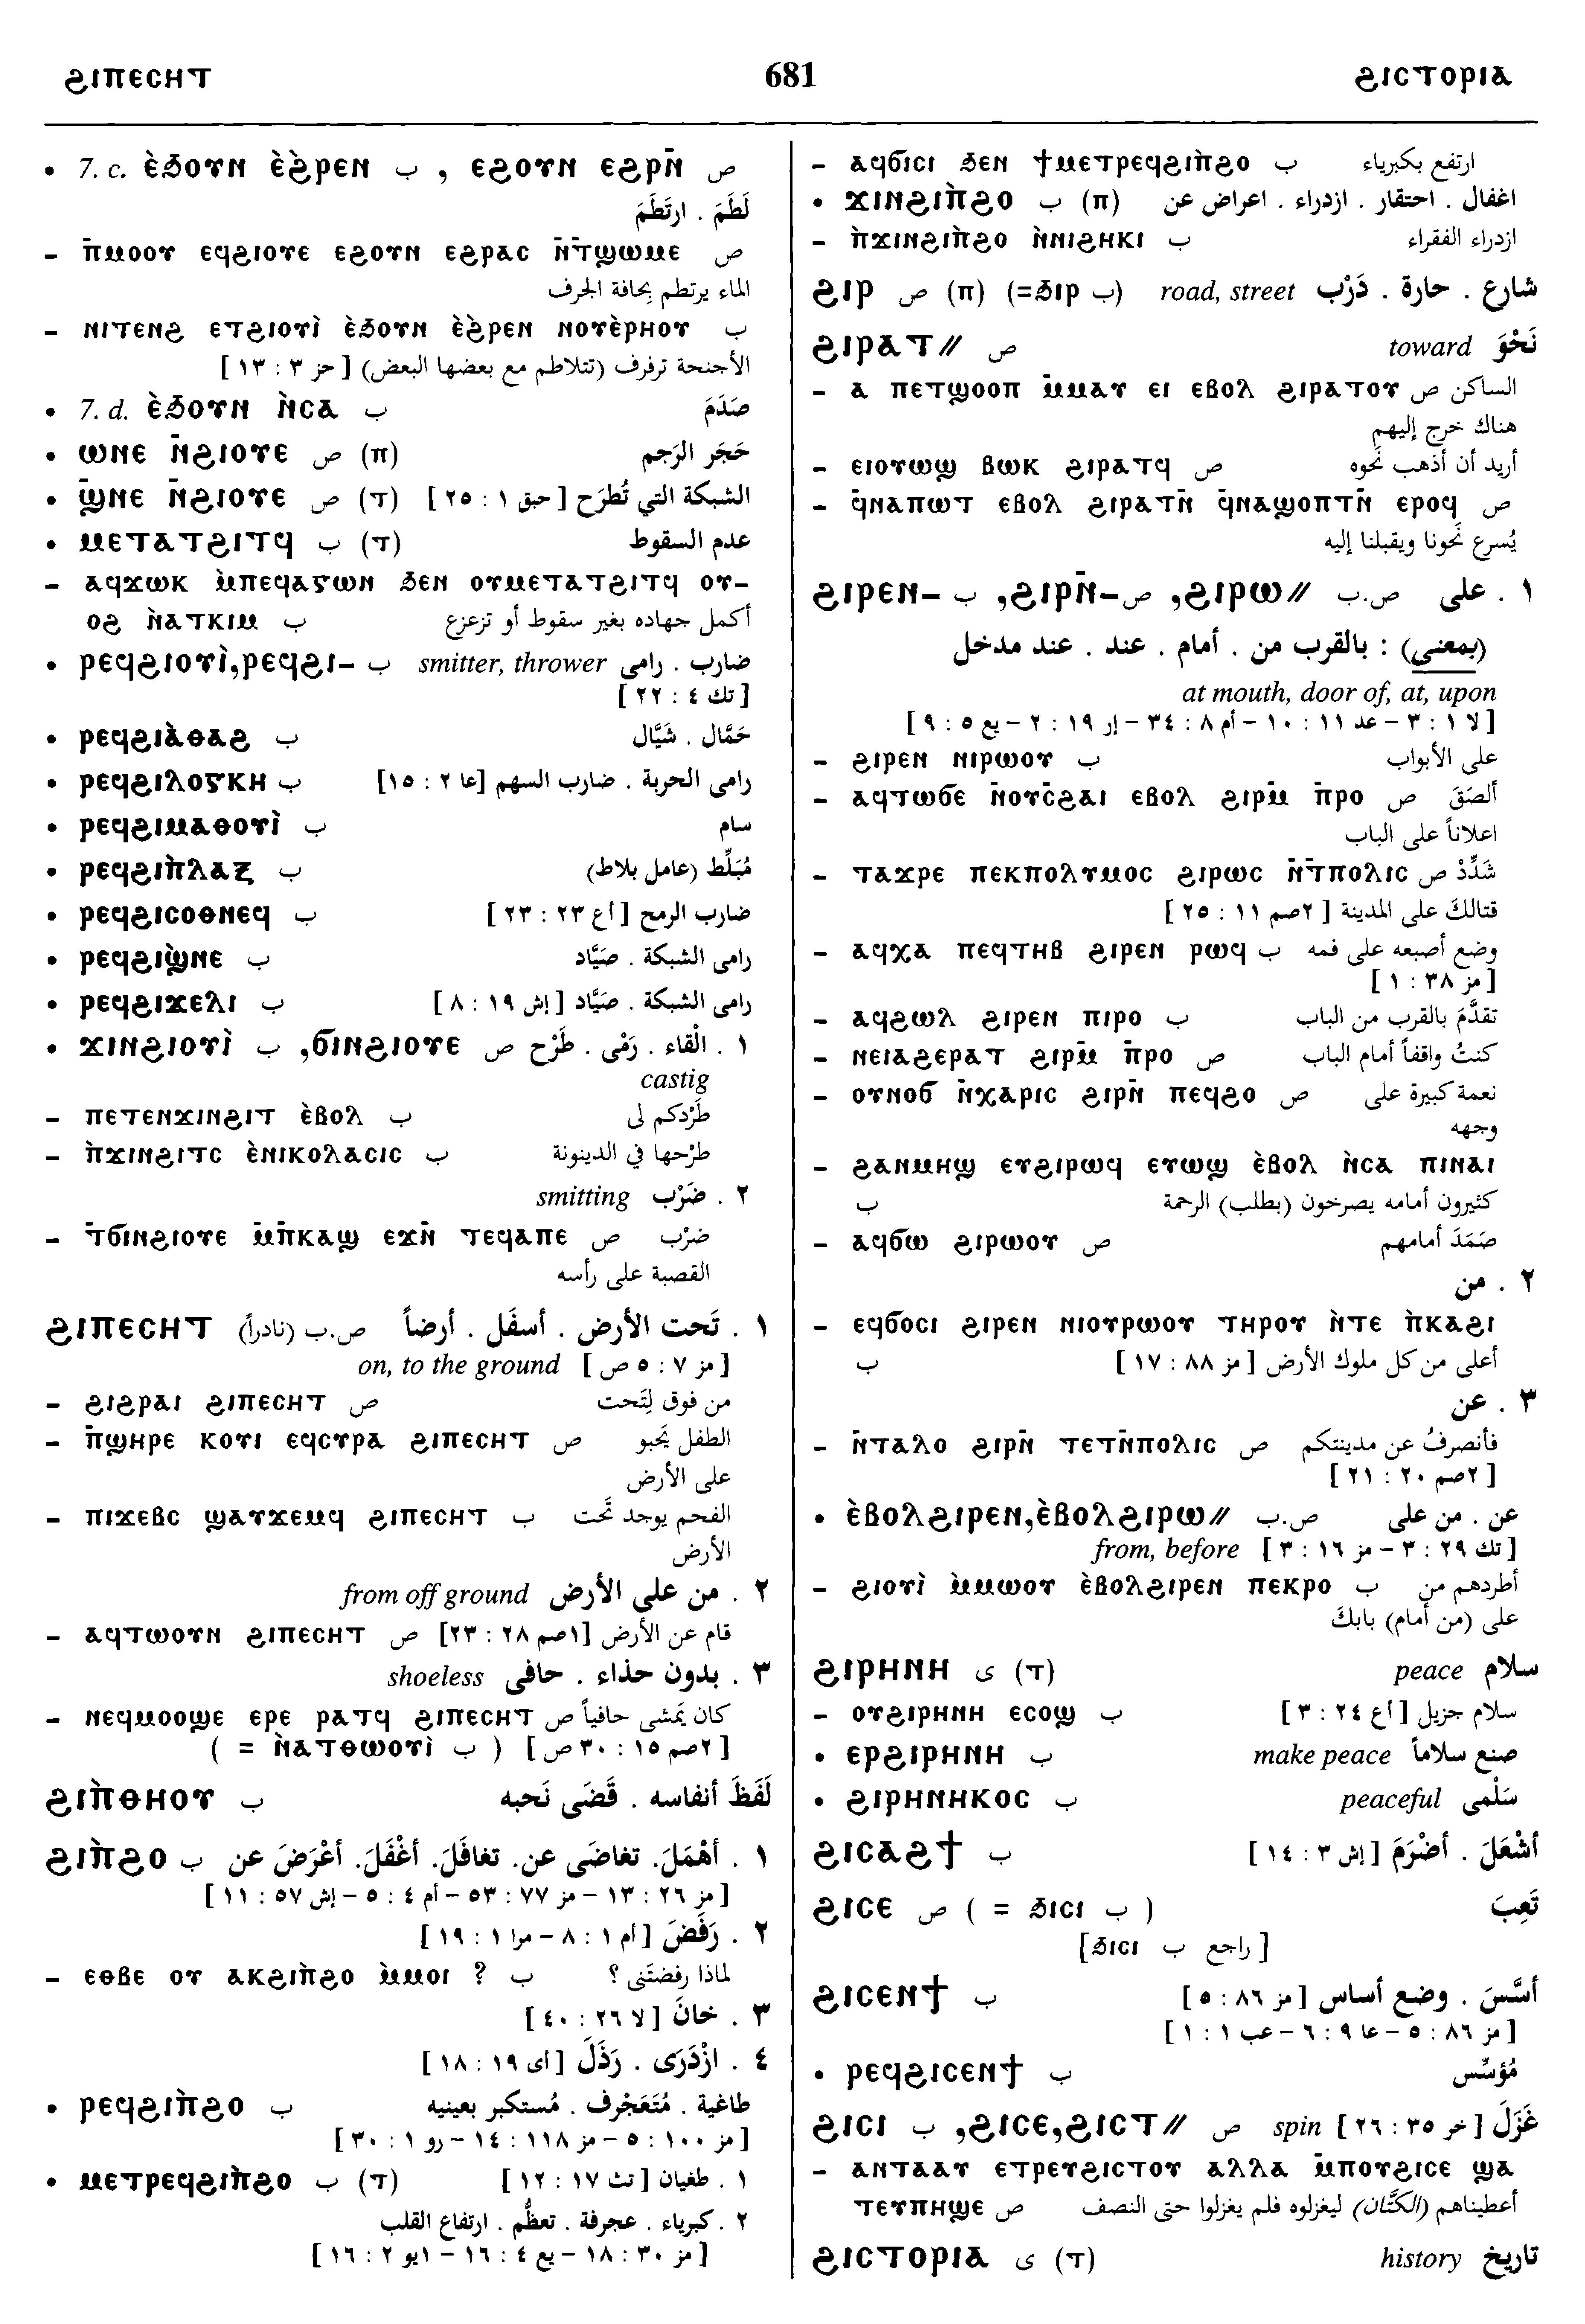 ϩⲓⲡⲉⲥⲏⲧ 681 ϩⲓⲥⲧⲟⲣⲓⲁ
• 7. c. ⲉ̀ϧⲟⲩⲛ ⲉ̀ϩ̀ⲣⲉⲛ ب , ⲉϩⲟⲩⲛ ⲉϩⲣⲛ̄ ص
لَطَمَ . ارتَطَمَ
– ⲡ̄ⲙⲟⲟⲩ ⲉϥϩⲓⲟⲩⲉ ⲉϩⲟⲩⲛ ⲉϩⲣⲁⲥ ⲛ̄ⲧ̄ϣⲱⲙⲉ ص
الماء يرتطم بِحافة الجرف
– ⲛⲓⲧⲉⲛϩ ⲉⲧϩⲓⲟⲩⲓ̀ ⲉ̀ϧⲟⲩⲛ ⲉ̀ϩ̀ⲣⲉⲛ ⲛⲟⲩⲉ̀ⲣⲏⲟⲩ ب
الأجنحة ترفرف (تتلاطم مع بعضها البعض) [ حز ٣ : ١٣ ]
• 7. d. ⲉ̀ϧⲟⲩⲛ ⲛ̀ⲥⲁ ب صَدَمَ
• ⲱⲛⲉ ⲛ̄ϩⲓⲟⲩⲉ ص (ⲡ) حَجَر الرَجم
• ϣ̄ⲛⲉ ⲛ̄ϩⲓⲟⲩⲉ ص (ⲧ) الشبكة التي تُطرَح [ حبق ١ : ٢٥ ]
• ⲙⲉⲧⲁⲧϩⲓⲧϥ ب (ⲧ) عدم السقوط
– ⲁϥϫⲱⲕ ⲙ̀ⲡⲉϥⲁⲅⲱⲛ ϧⲉⲛ ⲟⲩⲙⲉⲧⲁⲧϩⲓⲧϥ ⲟⲩ–
ⲟϩ ⲛ̀ⲁⲧⲕⲓⲙ ب أكمل جهاده بغير سقوط أو تزعزع
• ⲣⲉϥϩⲓⲟⲩⲓ̀,ⲣⲉϥϩⲓ– ب smitter, thrower ضارب . رامى
[ تك ٤ : ٢٢ ]
• ⲣⲉϥϩⲓⲁ̀ⲑⲁϩ ب حَمَّال . شَيَّال
• ⲣⲉϥϩⲓⲗⲟⲅⲕⲏ ب رامى الحربة . ضارب السهم [عا ٢ : ١٥]
• ⲣⲉϥϩⲓⲙⲁⲑⲟⲩⲓ̀ ب سام
• ⲣⲉϥϩⲓⲡ̀ⲗⲁⲝ ب مُبَلِّط (عامل بلاط)
• ⲣⲉϥϩⲓⲥⲟⲑⲛⲉϥ ب ضارب الرمح [ أع ٢٣ : ٢٣ ]
• ⲣⲉϥϩⲓϣ̀ⲛⲉ ب رامى الشبكة . صَيَّاد
• ⲣⲉϥϩⲓϫⲉⲗⲓ ب رامى الشبكة . صَيَّاد [ إش ١٩ : ٨ ]
• ϫⲓⲛϩⲓⲟⲩⲓ̀ ب ,ϭⲓⲛϩⲓⲟⲩⲉ ص ١ . الْقاء . رَمْى . طَرْح
castig
– ⲡⲉⲧⲉⲛϫⲓⲛϩⲓⲧ ⲉ̀ⲃⲟⲗ ب طَرْدكم لى
– ⲡ̀ϫⲓⲛϩⲓⲧⲥ ⲉ̀ⲛⲓⲕⲟⲗⲁⲥⲓⲥ ب طرْحها في الدينونة
٢ . ضَرْب smitting
– ⲧ̄ϭⲓⲛϩⲓⲟⲩⲉ ⲙ̄ⲡ̄ⲕⲁϣ ⲉϫⲛ̄ ⲧⲉϥⲁⲡⲉ ص ضرْب
القصبة على رأسه
ϩⲓⲡⲉⲥⲏⲧ ص.ب (نادراً) ١ . تَحت الأرض . أسفَل . أرضاً
on, to the ground [ مز ٧ : ٥ ص ]
– ϩⲓϩⲣⲁⲓ ϩⲓⲡⲉⲥⲏⲧ ص من فوق لِتَحت
– ⲡ̄ϣⲏⲣⲉ ⲕⲟⲩⲓ ⲉϥⲥⲩⲣⲁ ϩⲓⲡⲉⲥⲏⲧ ص الطفل يَحبو
على الأرض
– ⲡⲓϫⲉⲃⲥ ϣⲁⲩϫⲉⲙϥ ϩⲓⲡⲉⲥⲏⲧ ب الفحم يوجد تَحت
الأرض
٢ . من على الأرض from off ground
– ⲁϥⲧⲱⲟⲩⲛ ϩⲓⲡⲉⲥⲏⲧ ص قام عن الأرض [١صم ٢٨ : ٢٣]
٣ . بدون حذاء . حافى shoeless
– ⲛⲉϥⲙⲟⲟϣⲉ ⲉⲣⲉ ⲣⲁⲧϥ ϩⲓⲡⲉⲥⲏⲧ ص كان يَمشى حافياً
[ ٢صم ١٥ : ٣٠ ص ] ( ب ⲛ̀ⲁⲧⲑⲱⲟⲩⲓ̀ = )
ϩⲓⲡ̀ⲑⲏⲟⲩ ب لَفَظَ أنفاسه . قَضَى نَحبه
ϩⲓⲡ̀ϩⲟ ب ١ . أهْمَلَ. تغاضَى عن. تغافَلَ. أغْفَلَ. أعْرَضَ عن
[ مز ٢٦ : ١٣ – مز ٧٧ : ٥٣ – أم ٤ : ٥ – إش ٥٧ : ١١ ]
٢ . رَفَضَ [ أم ١ : ٨ – مرا ١ : ١٩ ]
– ⲉⲑⲃⲉ ⲟⲩ ⲁⲕϩⲓⲡ̀ϩⲟ ⲙ̀ⲙⲟⲓ ? ب لماذا رفضتَنى ؟
٣ . خانَ [ لا ٢٦ : ٤٠ ]
٤ . ازْدَرَى . رَذَلَ [ أى ١٩ : ١٨ ]
• ⲣⲉϥϩⲓⲡ̀ϩⲟ ب طاغية . مُتَعَجْرِف . مُستكبر بعينيه
[ مز ١٠٠ : ٥ – مز ١١٨ : ١٤ – رو ١ : ٣٠ ]
• ⲙⲉⲧⲣⲉϥϩⲓⲡ̀ϩⲟ ب (ⲧ) ١ . طغيان [ تث ١٧ : ١٢ ]
٢ . كبرياء . عجرفة . تعظُّم . ارتفاع القلب
[ مز ٣٠ : ١٨ – يع ٤ : ١٦ – ١يو ٢ : ١٦ ]
– ⲁϥϭⲓⲥⲓ ϧⲉⲛ ϯⲙⲉⲧⲣⲉϥϩⲓⲡ̀ϩⲟ ب ارتفع بكبرياء
• ϫⲓⲛϩⲓⲡ̀ϩⲟ ب (ⲡ) اغفال . احتقار . ازدراء . اعراض عن
– ⲡ̀ϫⲓⲛϩⲓⲡ̀ϩⲟ ⲛ̀ⲛⲓϩⲏⲕⲓ ب ازدراء الفقراء
ϩⲓⲣ ص (ⲡ) (=ϧⲓⲣ ب) road, street شارع . حارة . دَرْب
ϩⲓⲣⲁⲧ// ص toward نَحْوَ
– ⲁ ⲡⲉⲧϣⲟⲟⲡ ⲙ̄ⲙⲁⲩ ⲉⲓ ⲉⲃⲟⲗ ϩⲓⲣⲁⲧⲟⲩ ص الساكن
هناك خرج إليهم
– ⲉⲓⲟⲩⲱϣ ⲃⲱⲕ ϩⲓⲣⲁⲧϥ ص أريد أن أذهب نَحوه
– ϥ̄ⲛⲁⲡⲱⲧ ⲉⲃⲟⲗ ϩⲓⲣⲁⲧⲛ̄ ϥ̄ⲛⲁϣⲟⲡⲧⲛ̄ ⲉⲣⲟϥ ص
يُسرع نَحونا ويقبلنا إليه
ϩⲓⲣⲉⲛ– ب ,ϩⲓⲣⲛ̄–ص ,ϩⲓⲣⲱ// ص.ب ١ . على
(بمعنى) : بالقرب من . أمام . عند . عند مدخل
at mouth, door of, at, upon
[ لا ١ : ٣ – عد ١١ : ١٠ – أم ٨ : ٣٤ – إر ١٩ : ٢ – يع ٥ : ٩ ]
– ϩⲓⲣⲉⲛ ⲛⲓⲣⲱⲟⲩ ب على الأبواب
– ⲁϥⲧⲱϭⲉ ⲛ̄ⲟⲩⲥ̄ϩⲁⲓ ⲉⲃⲟⲗ ϩⲓⲣⲙ̄ ⲡ̄ⲣⲟ ص ألصَقَ
اعلاناً على الباب
– ⲧⲁϫⲣⲉ ⲡⲉⲕⲡⲟⲗⲩⲙⲟⲥ ϩⲓⲣⲱⲥ ⲛ̄ⲧ̄ⲡⲟⲗⲓⲥ ص شَدِّدْ
قتالكَ على المدينة [ ٢صم ١١ : ٢٥ ]
– ⲁϥⲭⲁ ⲡⲉϥⲧⲏⲃ ϩⲓⲣⲉⲛ ⲣⲱϥ ب وضع أصبعه على فمه
[ مز ٣٨ : ١ ]
– ⲁϥϩⲱⲗ ϩⲓⲣⲉⲛ ⲡⲓⲣⲟ ب تقدَّمَ بالقرب من الباب
– ⲛⲉⲓⲁϩⲉⲣⲁⲧ ϩⲓⲣⲙ̄ ⲡ̄ⲣⲟ ص كنتُ واقفاً أمام الباب
– ⲟⲩⲛⲟϭ ⲛ̄ⲭⲁⲣⲓⲥ ϩⲓⲣⲛ̄ ⲡⲉϥϩⲟ ص نعمة كبيرة على
وجهه
– ϩⲁⲛⲙⲏϣ ⲉⲩϩⲓⲣⲱϥ ⲉⲩⲱϣ ⲉ̀ⲃⲟⲗ ⲛ̀ⲥⲁ ⲡⲓⲛⲁⲓ
ب كثيرون أمامه يصرخون (بطلب) الرحمة
– ⲁϥϭⲱ ϩⲓⲣⲱⲟⲩ ص صَمَدَ أمامهم
٢ . من
– ⲉϥϭⲟⲥⲓ ϩⲓⲣⲉⲛ ⲛⲓⲟⲩⲣⲱⲟⲩ ⲧⲏⲣⲟⲩ ⲛ̀ⲧⲉ ⲡ̀ⲕⲁϩⲓ
ب أعلى من كل ملوك الأرض [ مز ٨٨ : ١٧ ]
٣ . عن
– ⲛ̄ⲧⲁⲗⲟ ϩⲓⲣⲛ̄ ⲧⲉⲧⲛ̄ⲡⲟⲗⲓⲥ ص فأنصرفُ عن مدينتكم
[ ٢صم ٢٠ : ٢١ ]
• ⲉ̀ⲃⲟⲗϩⲓⲣⲉⲛ,ⲉ̀ⲃⲟⲗϩⲓⲣⲱ// ص.ب عن . من على
from, before [ تك ٢٩ : ٣ – مز ١٦ : ٣ ]
– ϩⲓⲟⲩⲓ̀ ⲙ̀ⲙⲱⲟⲩ ⲉ̀ⲃⲟⲗϩⲓⲣⲉⲛ ⲡⲉⲕⲣⲟ ب أطردهم من
على (من أمام) بابكَ
ϩⲓⲣⲏⲛⲏ ى (ⲧ) peace سلام
– ⲟⲩϩⲓⲣⲏⲛⲏ ⲉⲥⲟϣ ب سلام جزيل [ أع ٢٤ : ٣ ]
• ⲉⲣϩⲓⲣⲏⲛⲏ ب make peace صنع سلاماً
• ϩⲓⲣⲏⲛⲏⲕⲟⲥ ب peaceful سَلْمى
ϩⲓⲥⲁϩϯ ب أشْعَلَ . أضْرَمَ [ إش ٣ : ١٤ ]
ϩⲓⲥⲉ ص ( = ϧⲓⲥⲓ ب ) تَعِبَ
[ϧⲓⲥⲓ راجع ب ]
ϩⲓⲥⲉⲛϯ ب أسَّسَ . وضع أساس [ مز ٨٦ : ٥ ]
[ مز ٨٦ : ٥ – عا ٩ : ٦ – عب ١ : ١ ]
• ⲣⲉϥϩⲓⲥⲉⲛϯ ب مُؤسِّس
ϩⲓⲥⲓ ب ,ϩⲓⲥⲉ,ϩⲓⲥⲧ// ص spin غَزَلَ [ خر ٣٥ : ٢٦ ]
– ⲁⲛⲧⲁⲁⲩ ⲉⲧⲣⲉⲩϩⲓⲥⲧⲟⲩ ⲁⲗⲗⲁ ⲙ̄ⲡⲟⲩϩⲓⲥⲉ ϣⲁ
ⲧⲉⲩⲡⲏϣⲉ ص أعطيناهم (الكتَّان) ليغزلوه فلم يغزلوا حتى النصف
ϩⲓⲥⲧⲟⲣⲓⲁ ى (ⲧ) history تاريخ